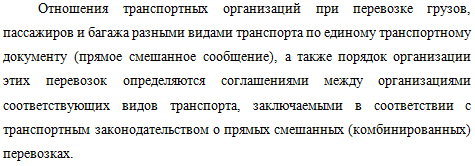 Отношения транспортных организаций при перевозке грузов,
пассажиров и багажа разными видами транспорта по единому транспортному
документу (прямое смешанное сообщение), а также порядок организации
этих перевозок определяются соглашениями между организациями
соответствующих видов транспорта, заключаемыми в соответствии с
транспортным законодательством о прямых смешанных (комбинированных)
перевозках.